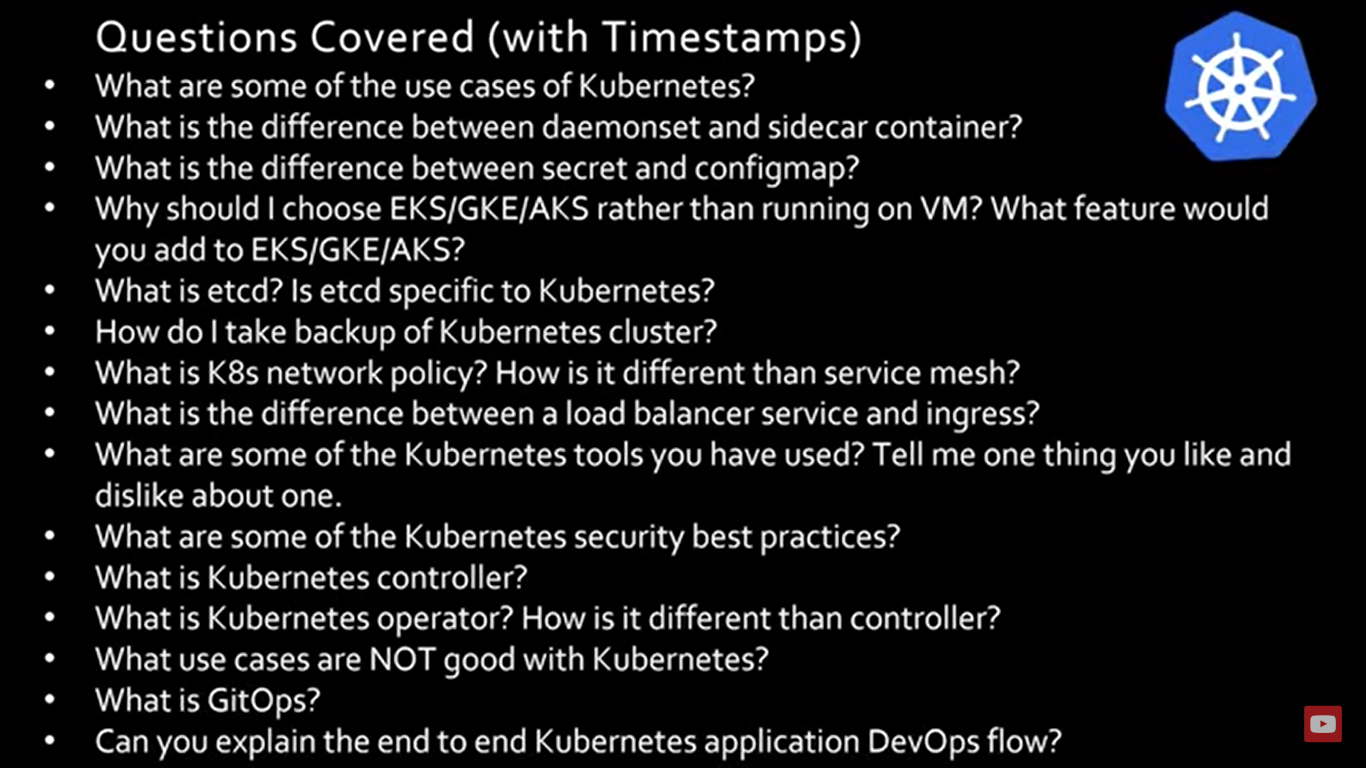 Questions Covered (with Timestamps)
• What are some of the use cases of Kubernetes?
• What is the difference between daemonset and sidecar container?
• What is the difference between secret and configmap?
• Why should I choose EKS/GKE/AKS rather than running on VM? What feature would
you add to EKS/GKE/AKS?
• What is etcd? Is etcd specific to Kubernetes?
• How do I take backup of Kubernetes cluster?
• What is K8s network policy? How is it different than service mesh?
• What is the difference between a load balancer service and ingress?
• What are some of the Kubernetes tools you have used? Tell me one thing you like and
dislike about one.
• What are some of the Kubernetes security best practices?
• What is Kubernetes controller?
• What is Kubernetes operator? How is it different than controller?
• What use cases are NOT good with Kubernetes?
• What is GitOps?
• Can you explain the end to end Kubernetes application DevOps flow?